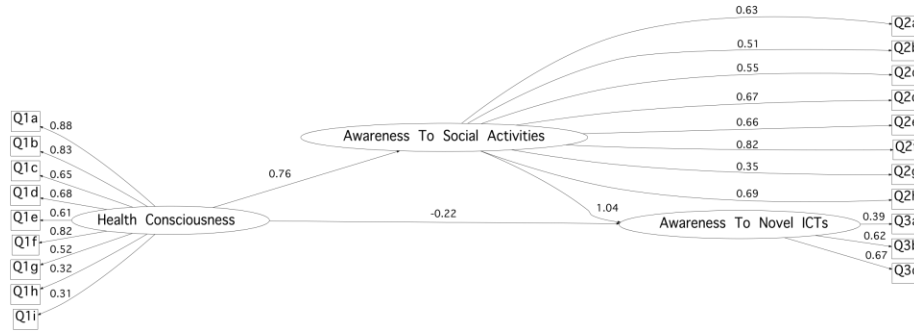 0.63
Q2a
0.51
Q2b
0.55
Q2c
0.67
Q2d
0.66
Q2e
0.82
Q2f
0.35
Q2g
0.69
Q2h
Awareness To Social Activities
Q1a
0.88
Q1b
0.83
Q1c
0.65
Q1d
0.68
Q1e
0.61
Q1f
0.82
Q1g
0.52
Q1h
0.32
Q1i
0.31
Health Consciousness
0.76
-0.22
1.04
Awareness To Novel ICTs
0.39
Q3a
0.62
Q3b
0.67
Q3c